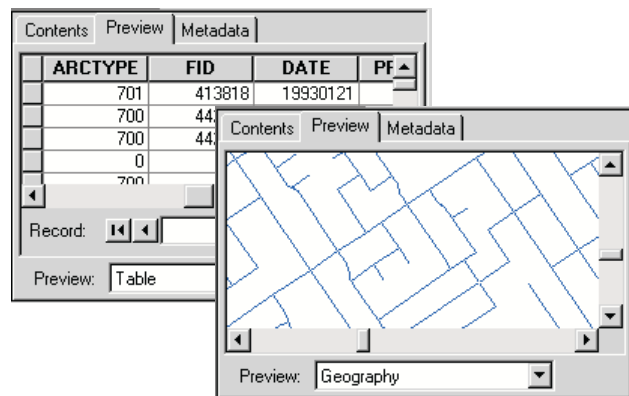 Contents Preview Metadata
ARCTYPE FID DATE
701 413818 19930121
700
700
0
700
Record:
Preview: Table
Contents Preview Metadata
Preview: Geography